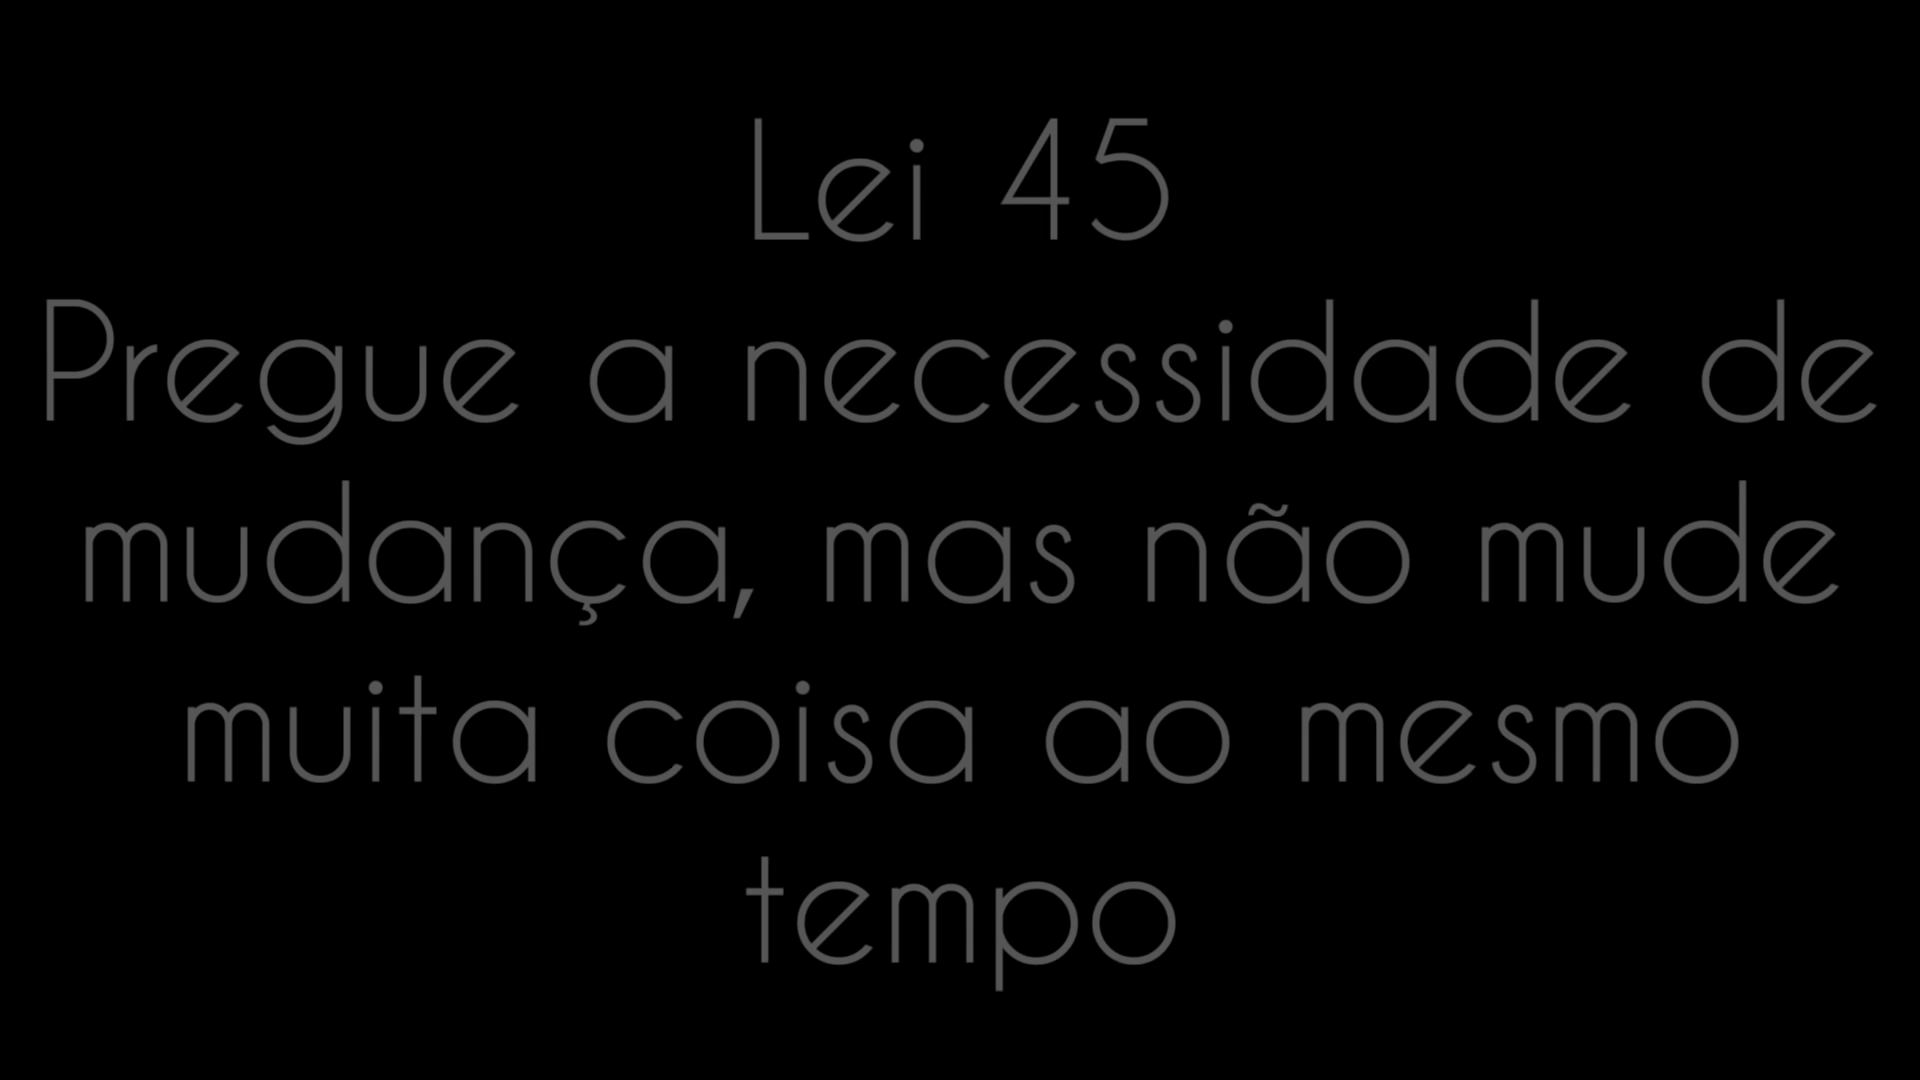 Lei 45
Pregue a necessidade de
mudança, mas não mude
muita coisa ao mesmo
tempo